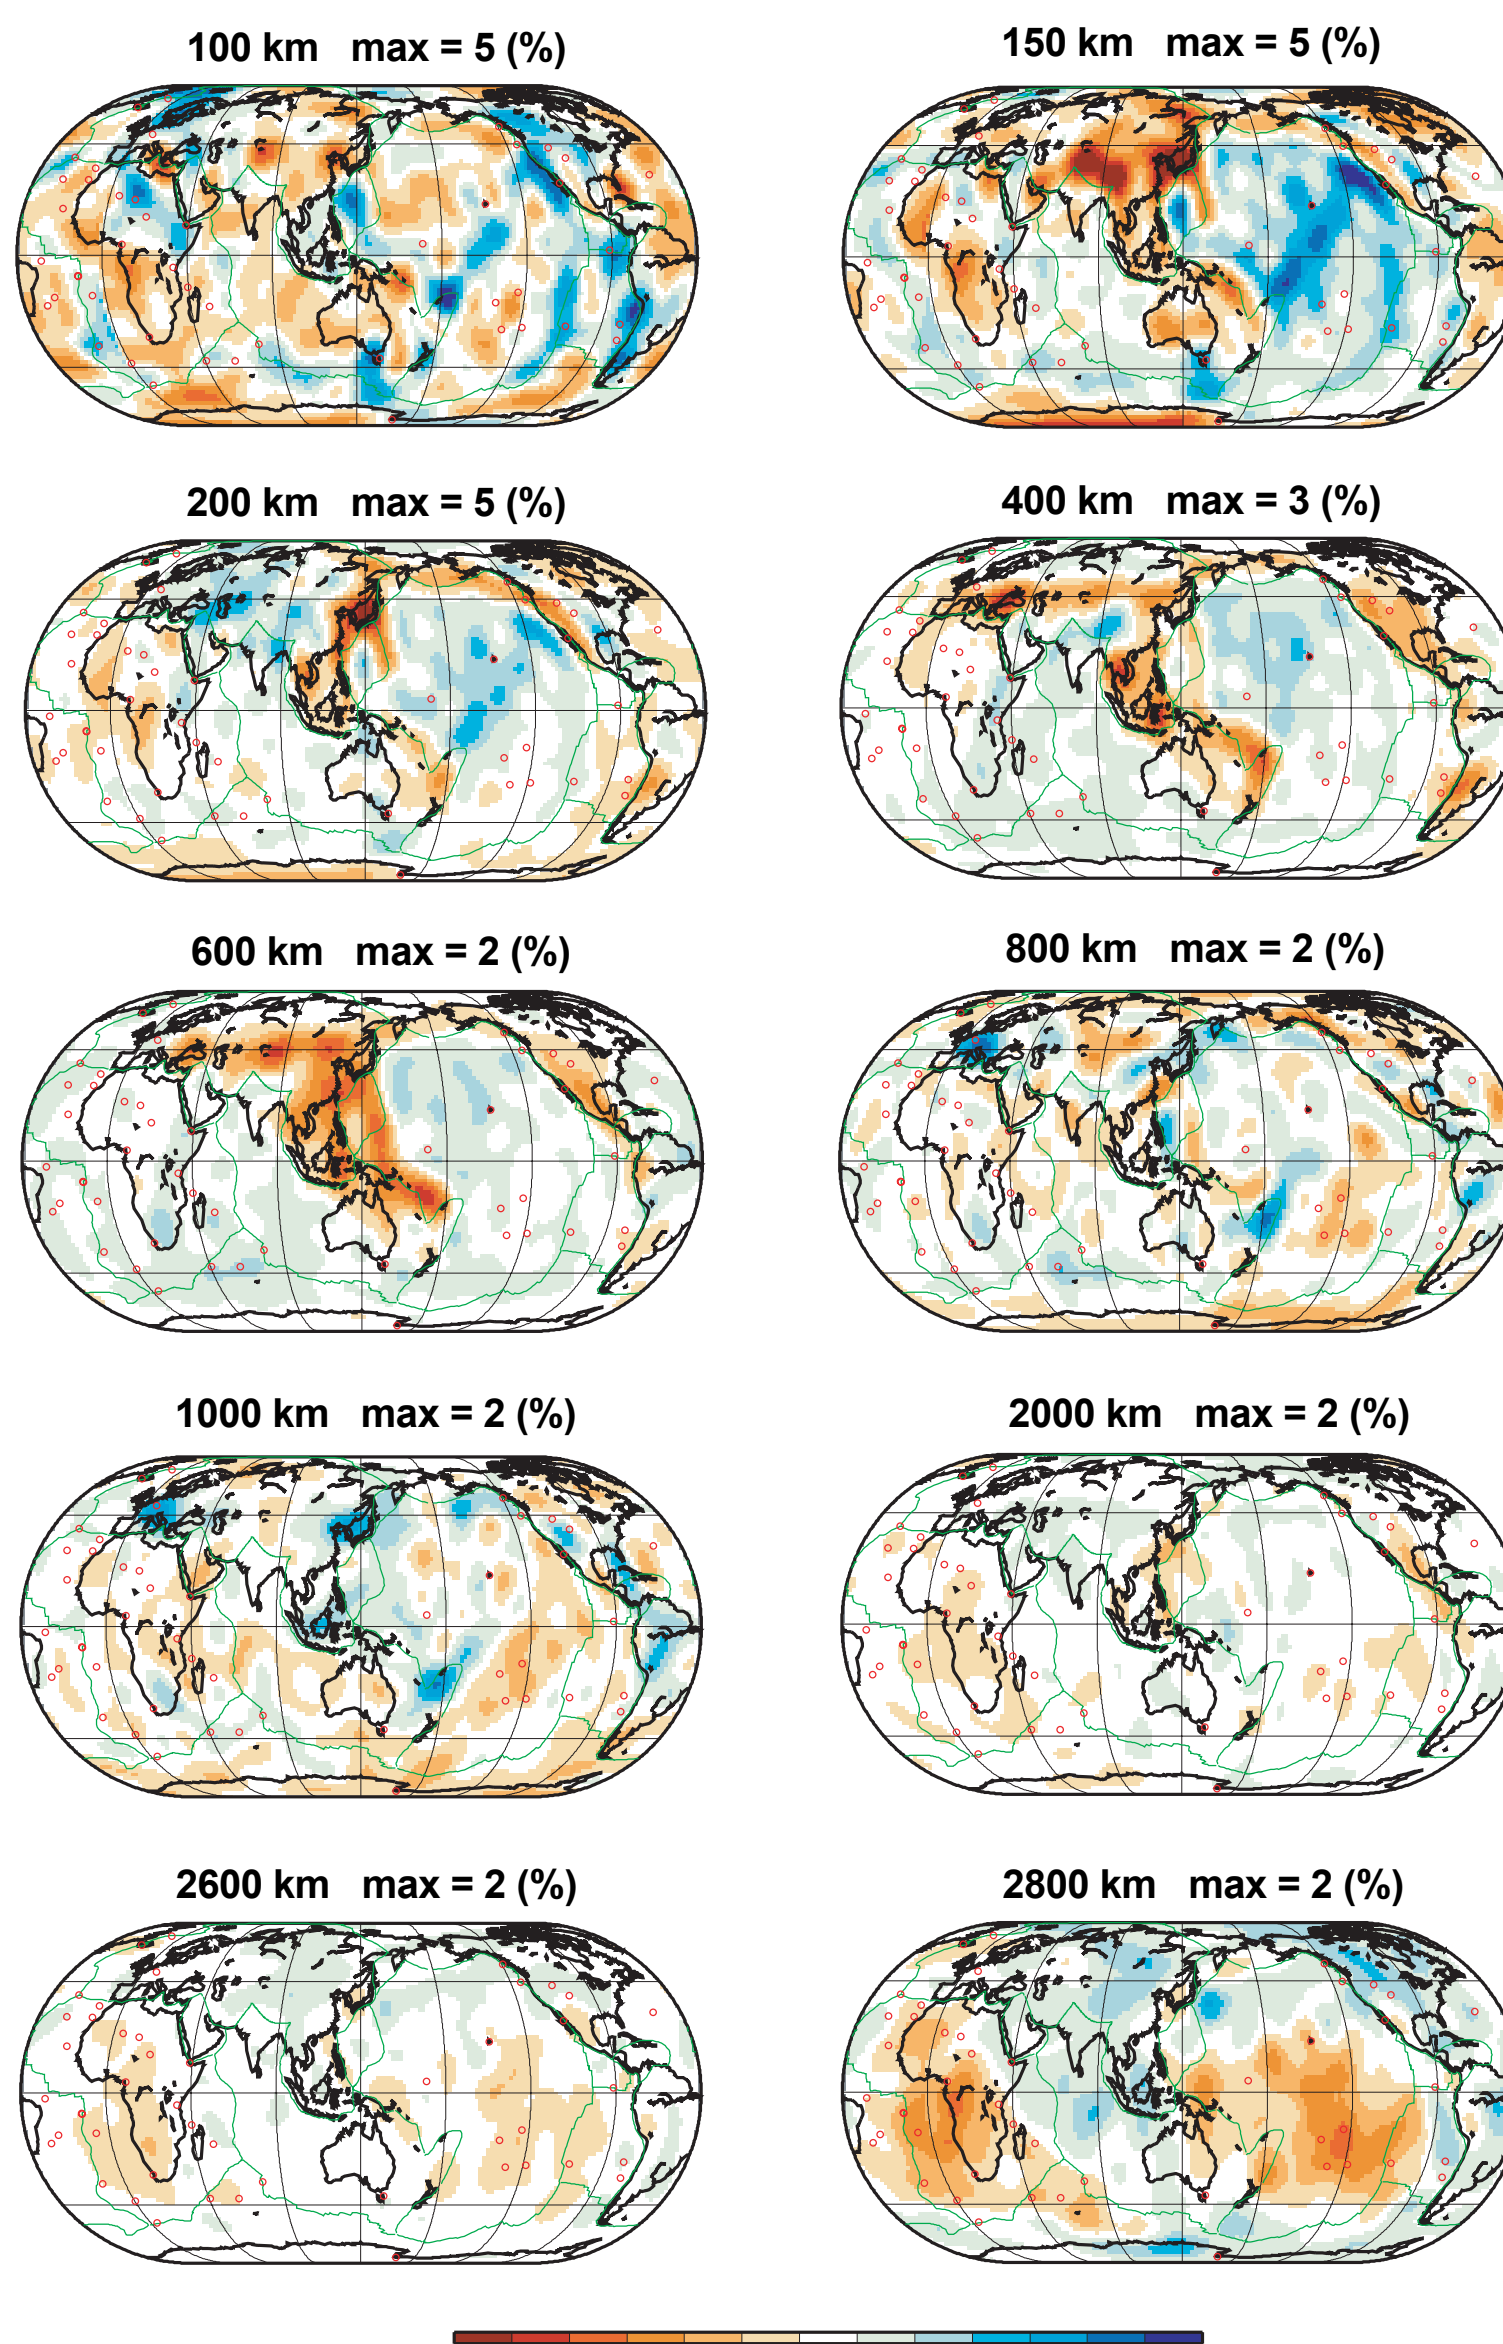 100 km max = 5 (%)
150 km max = 5 (%)
200 km max = 5 (%)
400 km max = 3 (%)
600 km max = 2 (%)
800 km max = 2 (%)
1000 km max = 2 (%)
2000 km max = 2 (%)
2600 km max = 2 (%)
2800 km max = 2 (%)